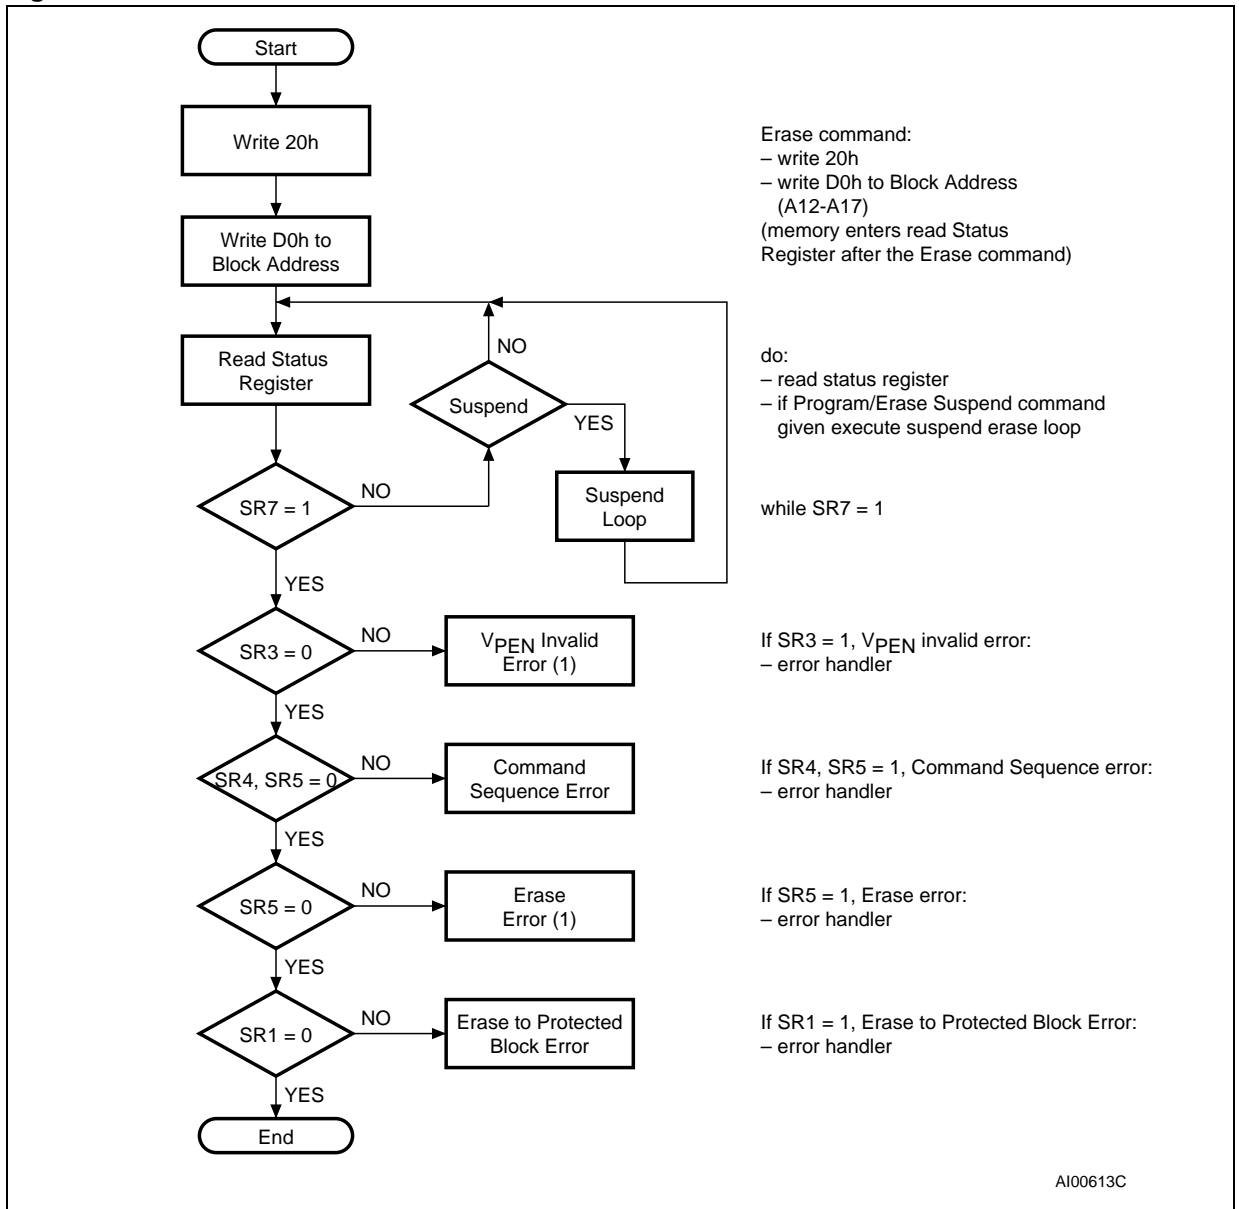 Start
Write 20h
Erase command:
– write 20h
– write D0h to Block Address
(A12-A17)
(memory enters read Status
Register after the Erase command)
Write D0h to
Block Address
Read Status
Register
NO
Suspend
YES
do:
– read status register
– if Program/Erase Suspend command
given execute suspend erase loop
SR7 = 1
NO
Suspend
Loop
while SR7 = 1
YES
SR3 = 0
NO
VPEN Invalid
Error (1)
If SR3 = 1, VPEN invalid error:
– error handler
YES
SR4, SR5 = 0
NO
Command
Sequence Error
If SR4, SR5 = 1, Command Sequence error:
– error handler
YES
SR5 = 0
NO
Erase
Error (1)
If SR5 = 1, Erase error:
– error handler
YES
SR1 = 0
NO
Erase to Protected
Block Error
If SR1 = 1, Erase to Protected Block Error:
– error handler
YES
End
AI00613C